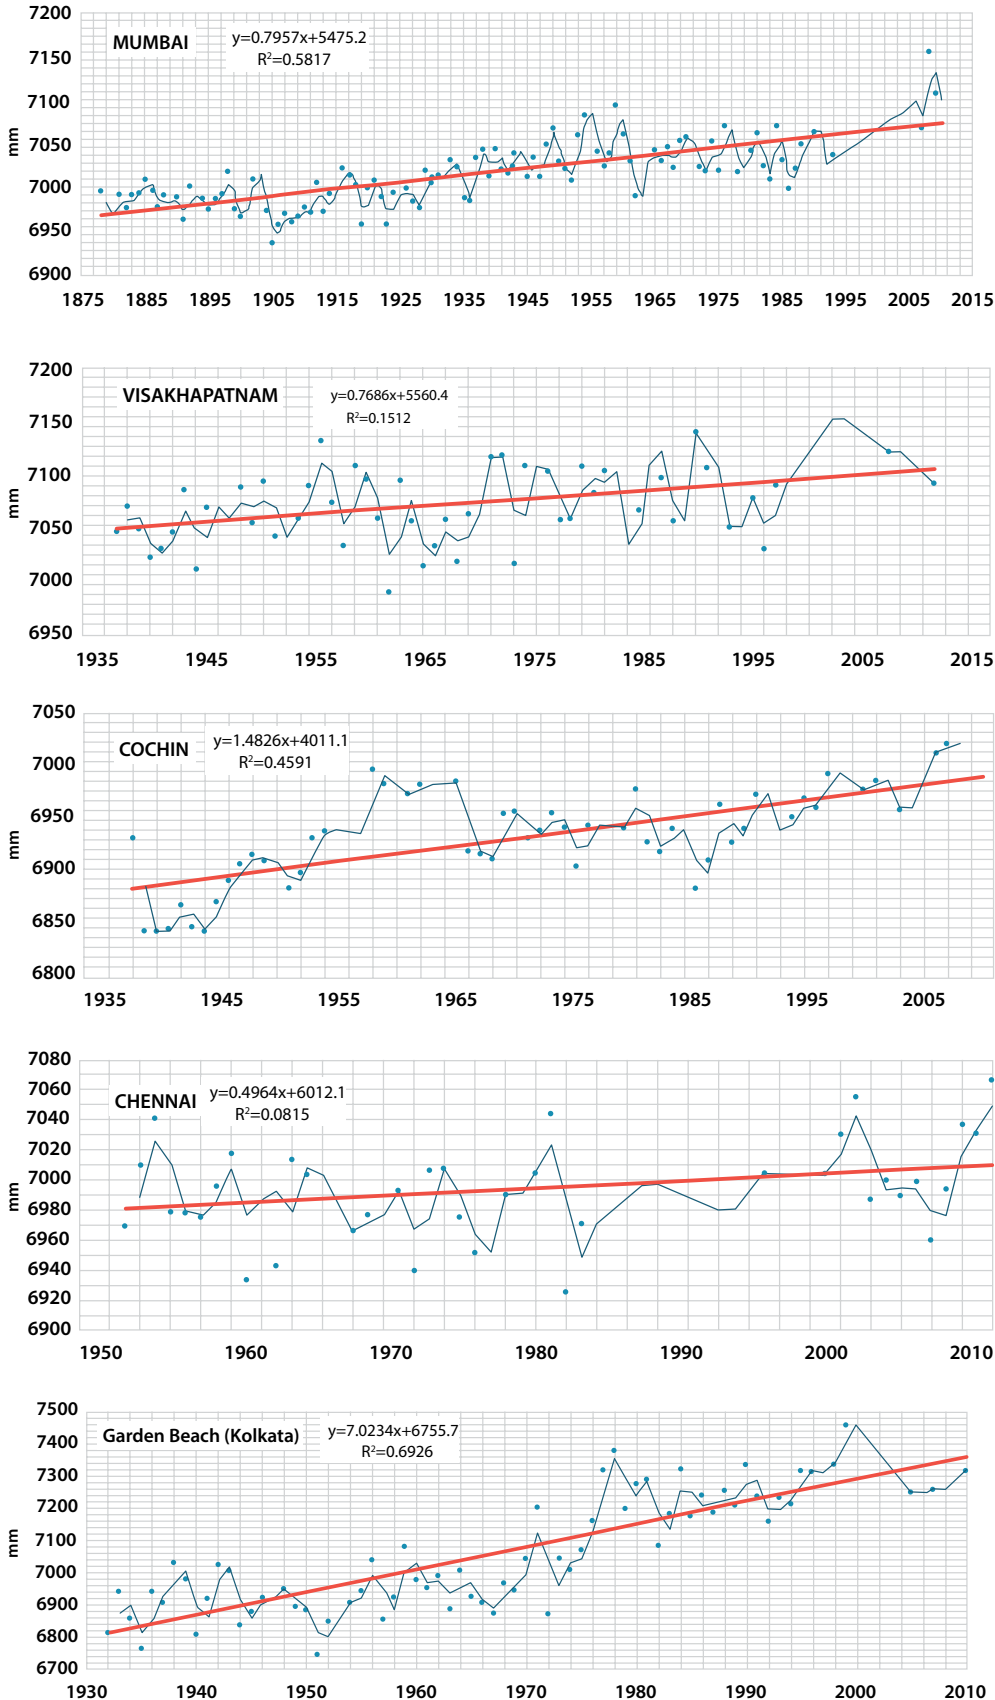 7200
MUMBAI
y=0.7957x+5475.2
R²=0.5817
7150
7100
mm
7050
7000
6950
6900
1875 1885 1895 1905 1915 1925 1935 1945 1955 1965 1975 1985 1995 2005 2015
7200
VISAKHAPATNAM
y=0.7686x+5560.4
R²=0.1512
7150
7100
mm
7050
7000
6950
1935 1945 1955 1965 1975 1985 1995 2005 2015
7050
COCHIN
y=1.4826x+4011.1
R²=0.4591
7000
6950
mm
6900
6850
6800
1935 1945 1955 1965 1975 1985 1995 2005
7080
7060
CHENNAI
y=0.4964x+6012.1
R²=0.0815
7040
7020
7000
mm
6980
6960
6940
6920
6900
1950 1960 1970 1980 1990 2000 2010
7500
Garden Beach (Kolkata)
y=7.0234x+6755.7
R²=0.6926
7400
7300
7200
mm
7100
7000
6900
6800
6700
1930 1940 1950 1960 1970 1980 1990 2000 2010